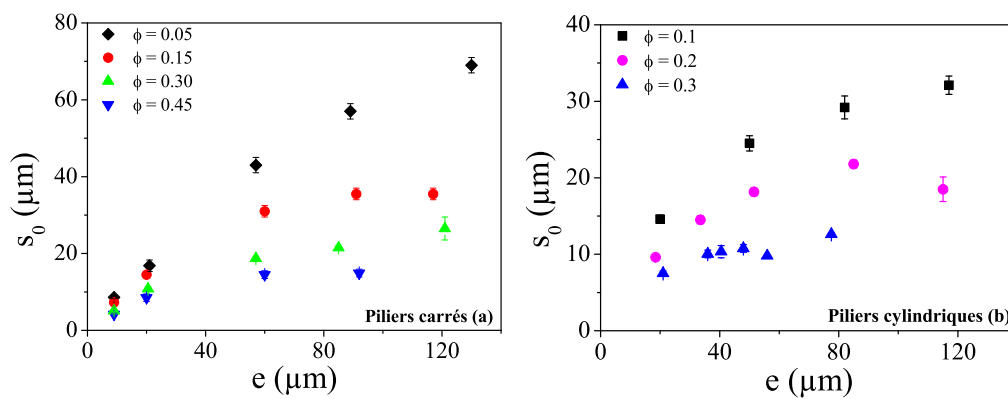 80
60
40
20
0
s₀ (µm)
ϕ = 0.05
ϕ = 0.15
ϕ = 0.30
ϕ = 0.45
Piliers carrés (a)
0 40 80 120
e (µm)
40
30
20
10
0
s₀ (µm)
ϕ = 0.1
ϕ = 0.2
ϕ = 0.3
Piliers cylindriques (b)
0 40 80 120
e (µm)